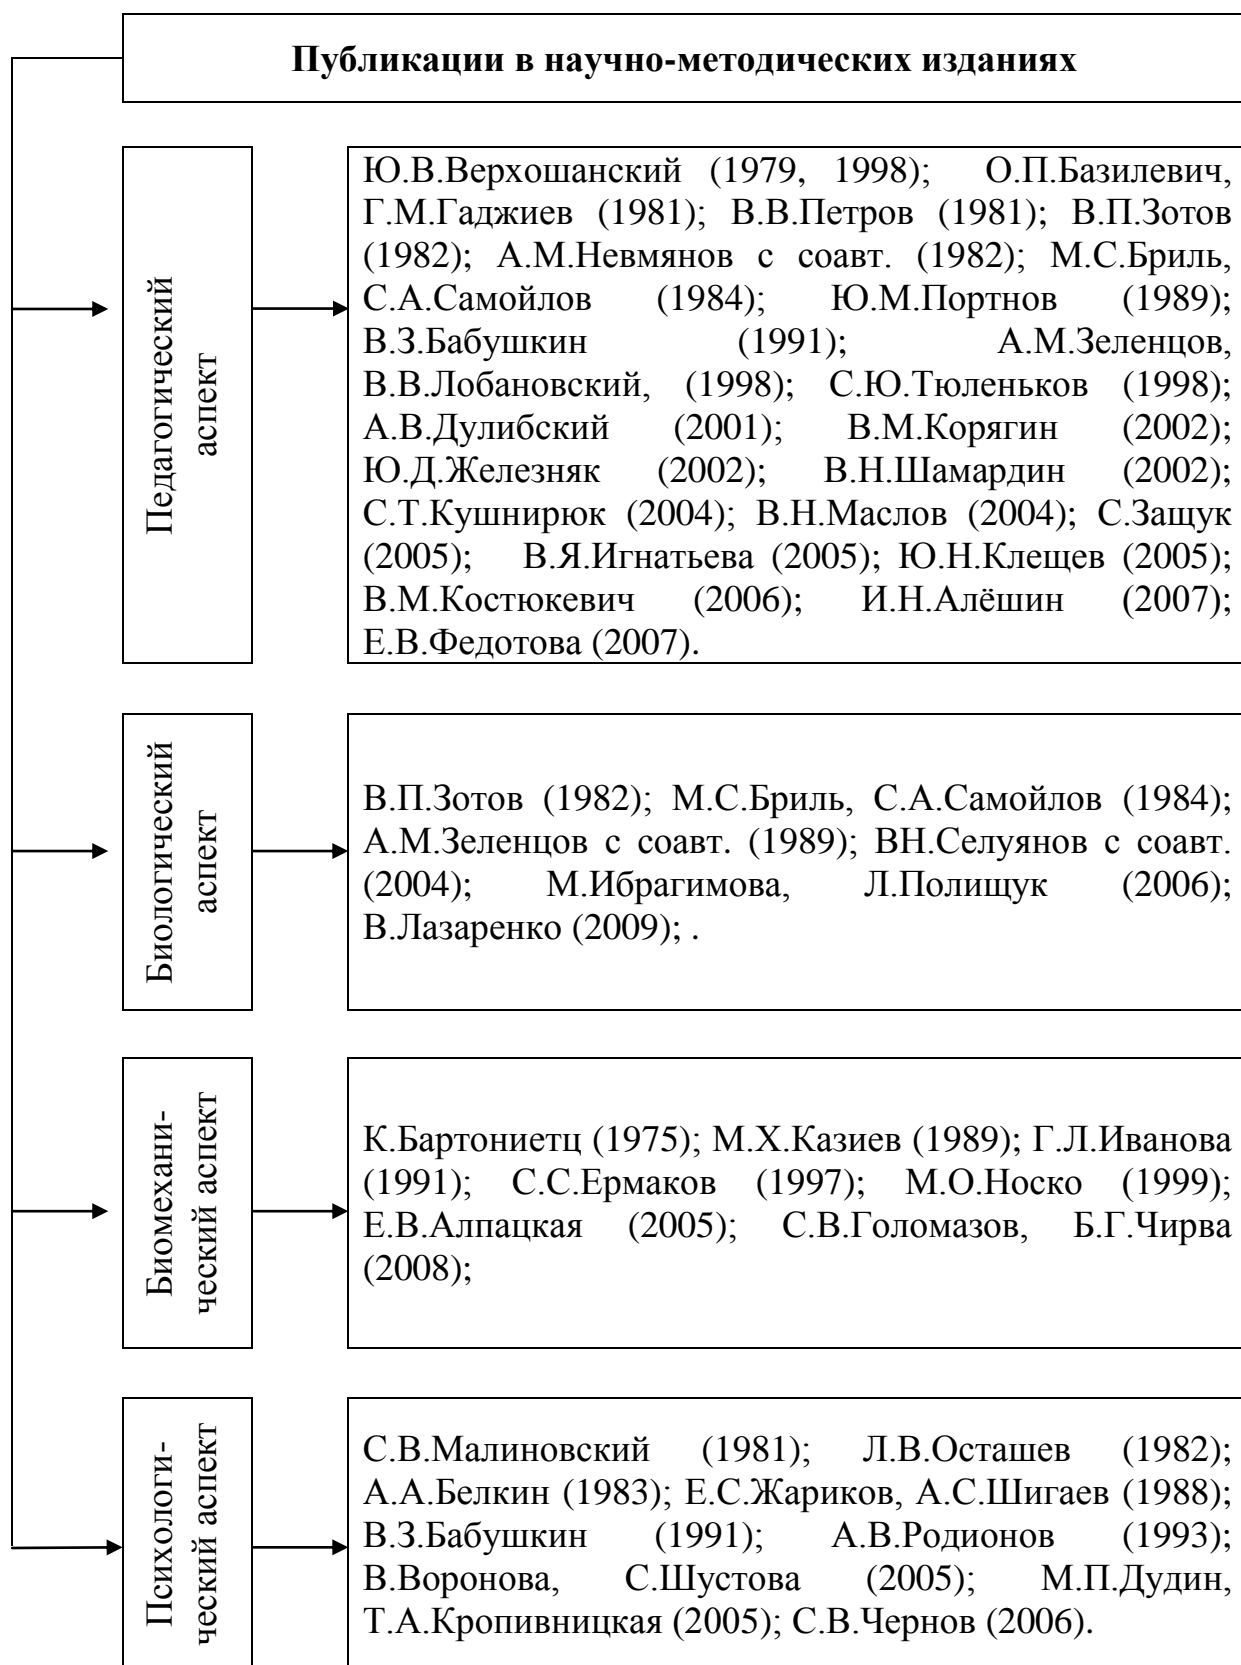 Публикации в научно-методических изданиях
Педагогический
аспект
Ю.В.Верхошанский (1979, 1998); О.П.Базилевич,
Г.М.Гаджиев (1981); В.В.Петров (1981); В.П.Зотов
(1982); А.М.Невмянов с соавт. (1982); М.С.Бриль,
С.А.Самойлов (1984); Ю.М.Портнов (1989);
В.З.Бабушкин (1991); А.М.Зеленцов,
В.В.Лобановский, (1998); С.Ю.Тюленьков (1998);
А.В.Дулибский (2001); В.М.Корягин (2002);
Ю.Д.Железняк (2002); В.Н.Шамардин (2002);
С.Т.Кушнирюк (2004); В.Н.Маслов (2004); С.Защук
(2005); В.Я.Игнатьева (2005); Ю.Н.Клещев (2005);
В.М.Костюкевич (2006); И.Н.Алёшин (2007);
Е.В.Федотова (2007).
Биологический
аспект
В.П.Зотов (1982); М.С.Бриль, С.А.Самойлов (1984);
А.М.Зеленцов с соавт. (1989); ВН.Селуянов с соавт.
(2004); М.Ибрагимова, Л.Полищук (2006);
В.Лазаренко (2009); .
Биомехани-
ческий аспект
К.Бартониетц (1975); М.Х.Казиев (1989); Г.Л.Иванова
(1991); С.С.Ермаков (1997); М.О.Носко (1999);
Е.В.Алпацкая (2005); С.В.Голомазов, Б.Г.Чирва
(2008);
Психологи-
ческий аспект
С.В.Малиновский (1981); Л.В.Осташев (1982);
А.А.Белкин (1983); Е.С.Жариков, А.С.Шигаев (1988);
В.З.Бабушкин (1991); А.В.Родионов (1993);
В.Воронова, С.Шустова (2005); М.П.Дудин,
Т.А.Кропивницкая (2005); С.В.Чернов (2006).